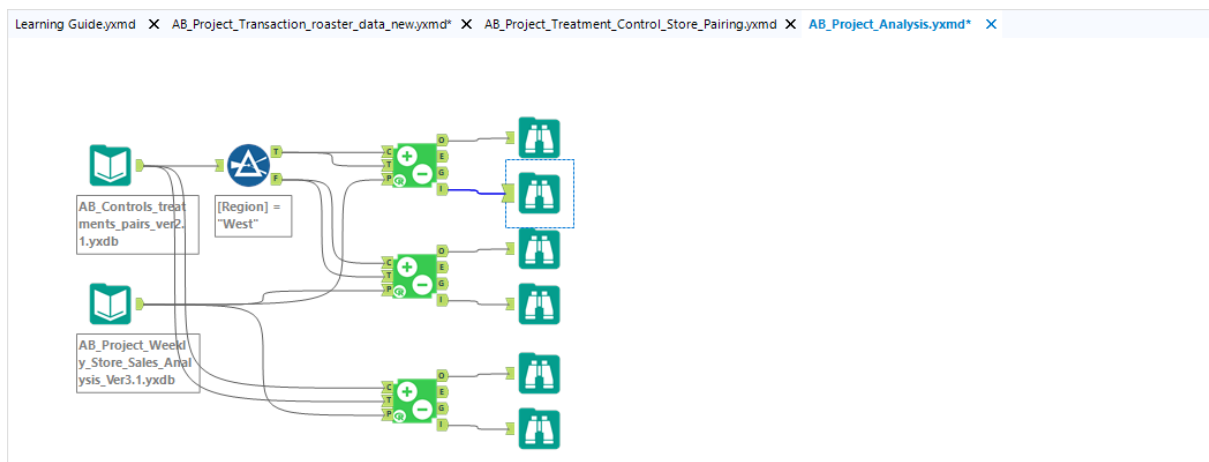 Learning Guide.yxmd X AB_Project_Transaction_roaster_data_new.yxmd* X AB_Project_Treatment_Control_Store_Pairing.yxmd X AB_Project_Analysis.yxmd* X
AB_Controls_treat
ments_pairs_ver2.
1.yxdb
T
F
[Region] =
"West"
C
T
P
R
O
E
G
I
C
T
P
R
O
E
G
I
AB_Project_Weekl
y_Store_Sales_Anal
ysis_Ver3.1.yxdb
C
T
P
R
O
E
G
I